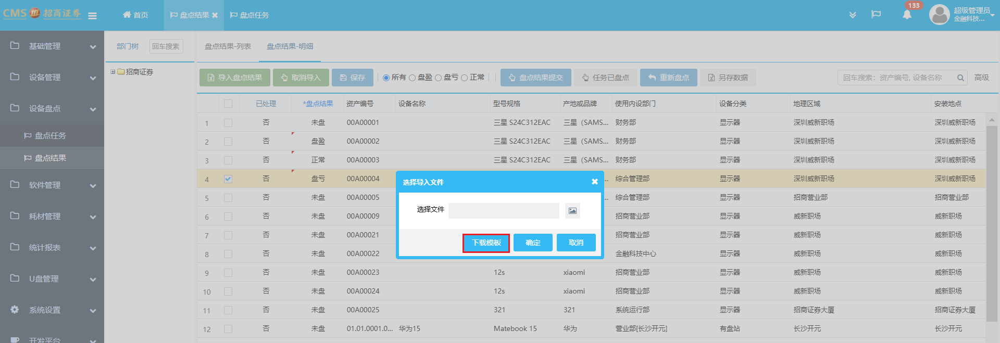 CMS 招商证券
首页
盘点结果
盘点任务
133
超级管理员
金融科技...
基础管理
设备管理
设备盘点
盘点任务
盘点结果
软件管理
耗材管理
统计报表
U盘管理
系统设置
开发平台
部门树 回车搜索
招商证券
盘点结果-列表 盘点结果-明细
导入盘点结果 取消导入 保存 所有 盘盈 盘亏 正常 盘点结果提交 任务已盘点 重新盘点 另存数据 回车搜索: 资产编号, 设备名称 高级
已处理 *盘点结果 资产编号 设备名称 型号规格 产地或品牌 使用内设部门 设备分类 地理区域 安装地点
1 否 未盘 00A00001 三星 S24C312EAC 三星（SAMS... 财务部 显示器 深圳威新职场 深圳威新职场
2 否 盘盈 00A00002 三星 S24C312EAC 三星（SAMS... 财务部 显示器 深圳威新职场 深圳威新职场
3 否 正常 00A00003 三星 S24C312EAC 三星（SAMS... 财务部 显示器 深圳威新职场 深圳威新职场
4 否 盘亏 00A00004 ... 综合管理部 显示器 深圳威新职场 深圳威新职场
5 否 未盘 00A00005 ... 综合管理部 显示器 招商营业部 招商营业部
6 否 未盘 00A00009 招商营业部 显示器 威新职场 威新职场
7 否 未盘 00A00021 招商营业部 显示器 威新职场 威新职场
8 否 未盘 00A00022 金融科技中心 显示器 威新职场 威新职场
9 否 未盘 00A00023 12s xiaomi 招商营业部 显示器 威新职场 威新职场
10 否 未盘 00A00024 12s xiaomi 招商营业部 显示器 威新职场 威新职场
11 否 未盘 00A00025 321 321 系统运行部 显示器 招商证券大厦 招商证券大厦
12 否 未盘 01.01.0001.0... 华为15 Matebook 15 华为 营业部[长沙开元] 有盘站 长沙开元 长沙开元
选择导入文件
选择文件
下载模板 确定 取消